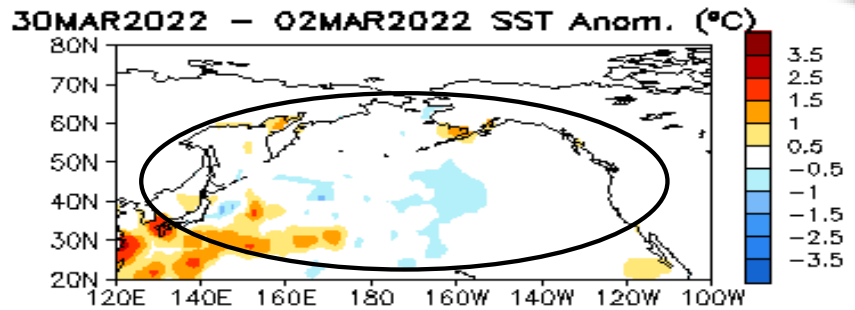 30MAR2022 – 02MAR2022 SST Anom. (°C)
80N
70N
60N
50N
40N
30N
20N
120E 140E 160E 180 160W 140W 120W 100W
3.5
2.5
1.5
1
0.5
-0.5
-1
-1.5
-2.5
-3.5